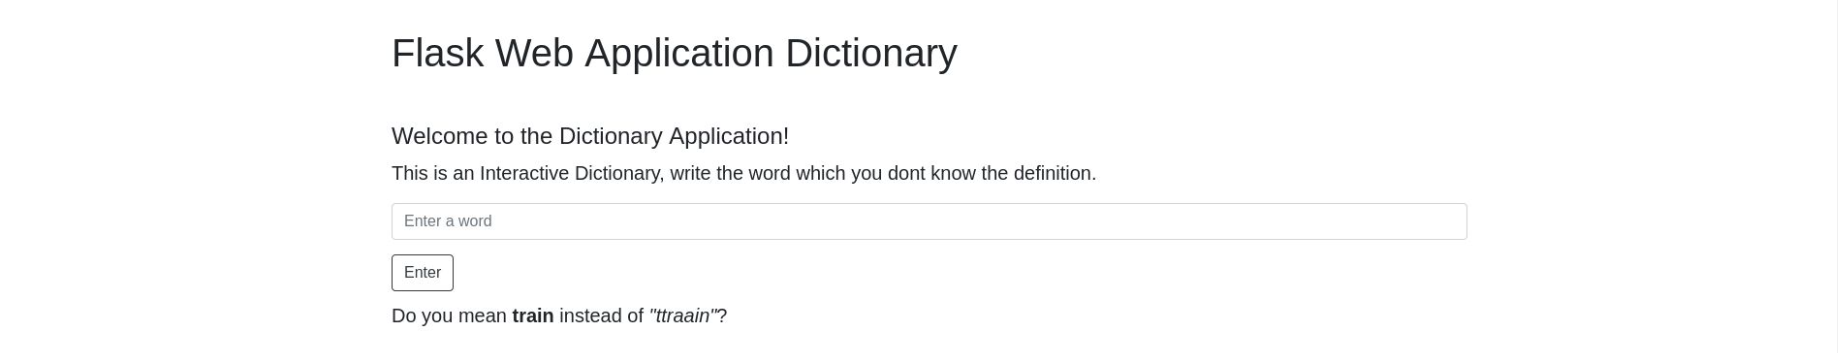 Flask Web Application Dictionary
Welcome to the Dictionary Application!
This is an Interactive Dictionary, write the word which you dont know the definition.
Enter a word
Enter
Do you mean train instead of "ttraain"?